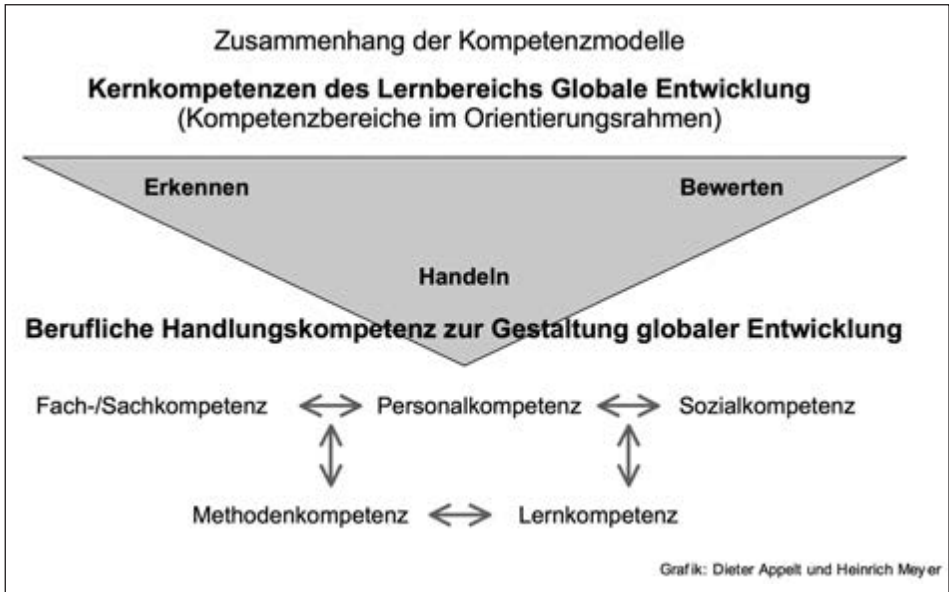 Zusammenhang der Kompetenzmodelle
Kernkompetenzen des Lernbereichs Globale Entwicklung
(Kompetenzbereiche im Orientierungsrahmen)
Erkennen Bewerten
Handeln
Berufliche Handlungskompetenz zur Gestaltung globaler Entwicklung
Fach-/Sachkompetenz Personalkompetenz Sozialkompetenz
Methodenkompetenz Lernkompetenz
Grafik: Dieter Appelt und Heinrich Meyer